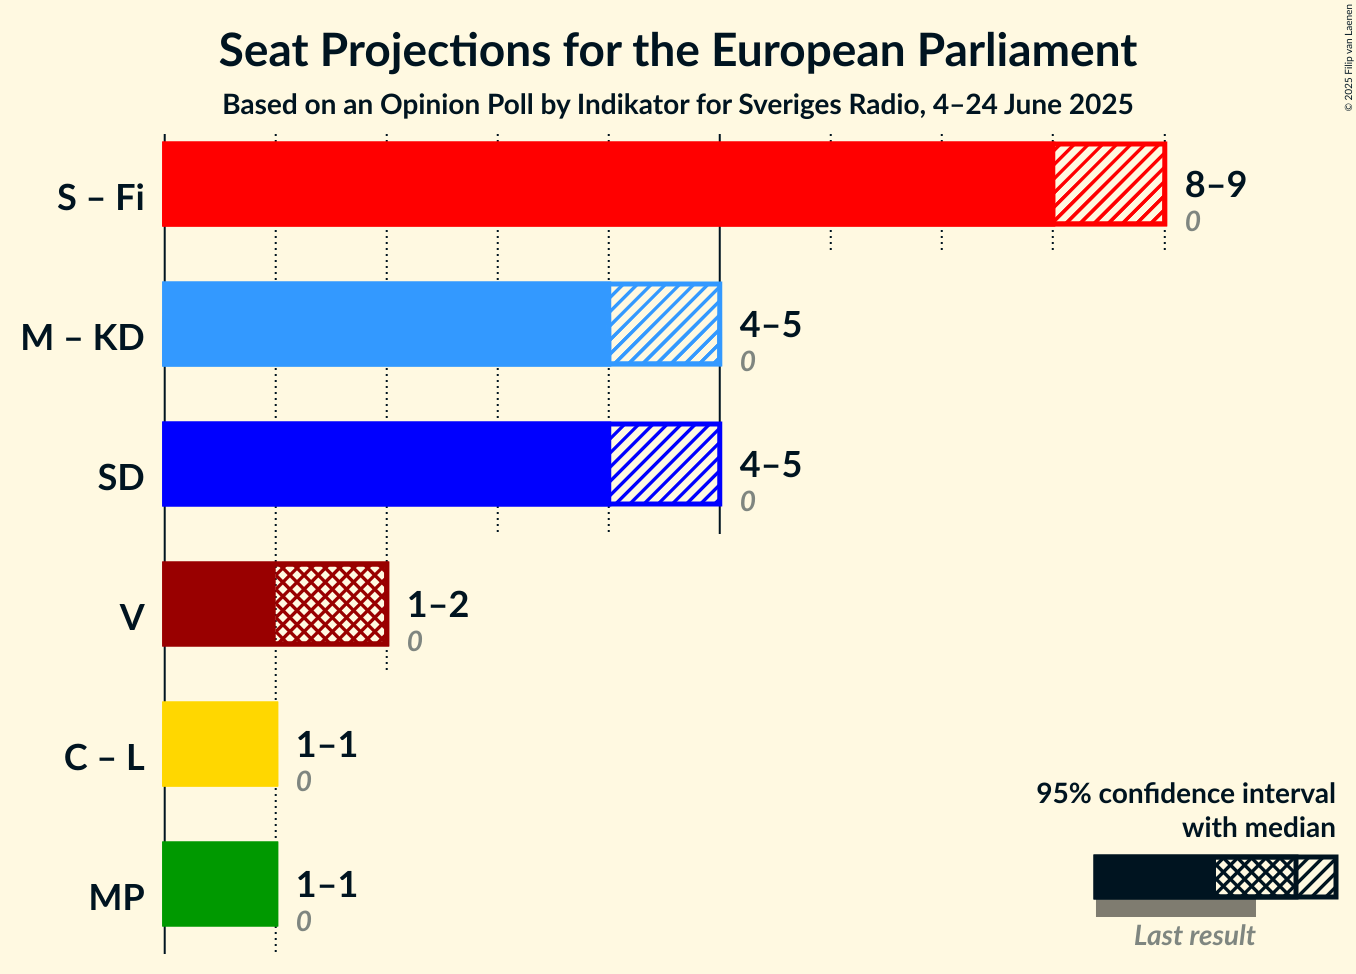 Seat Projections for the European Parliament
Based on an Opinion Poll by Indikator for Sveriges Radio, 4–24 June 2025
© 2025 Filip van Laenen
S – Fi
8–9
0
M – KD
4–5
0
SD
4–5
0
V
1–2
0
C – L
1–1
0
MP
1–1
0
95% confidence interval
with median
Last result